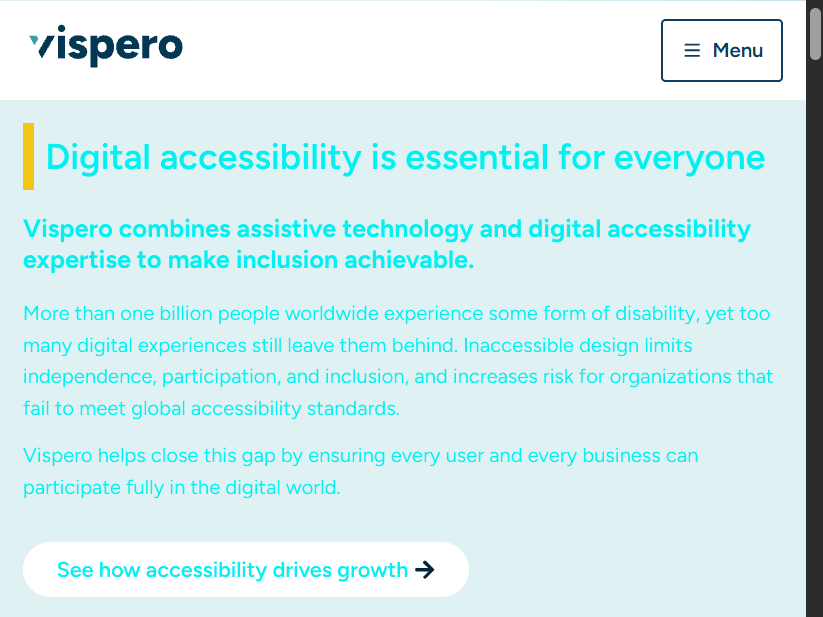 vispero
Menu
Digital accessibility is essential for everyone
Vispero combines assistive technology and digital accessibility
expertise to make inclusion achievable.
More than one billion people worldwide experience some form of disability, yet too
many digital experiences still leave them behind. Inaccessible design limits
independence, participation, and inclusion, and increases risk for organizations that
fail to meet global accessibility standards.
Vispero helps close this gap by ensuring every user and every business can
participate fully in the digital world.
See how accessibility drives growth